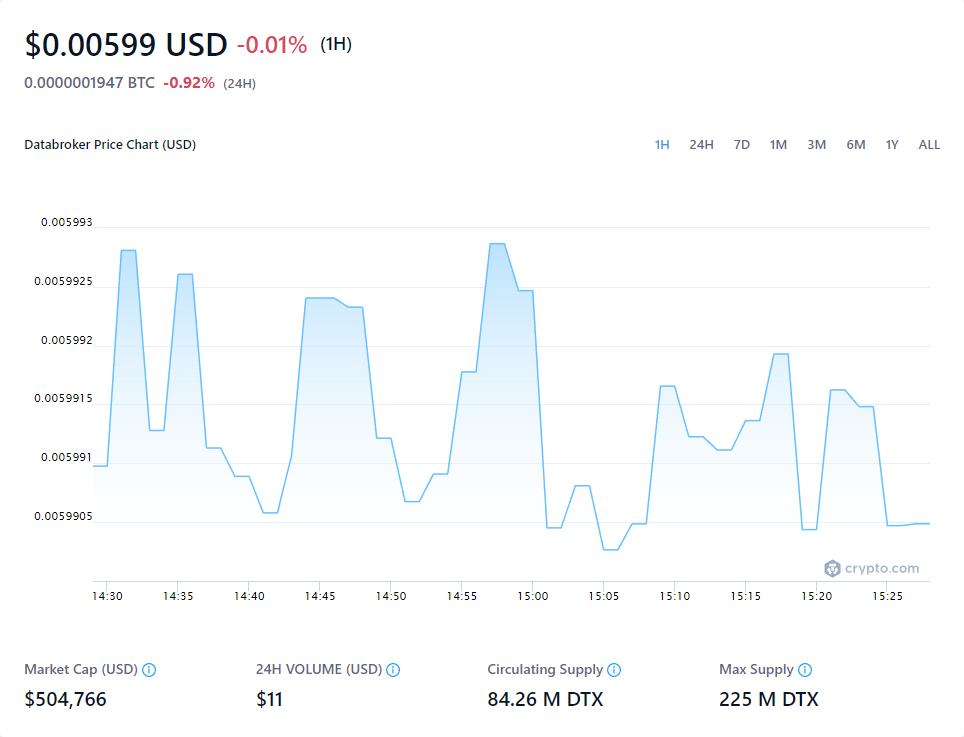 $0.00599 USD -0.01% (1H)
0.0000001947 BTC -0.92% (24H)
Databroker Price Chart (USD) 1H 24H 7D 1M 3M 6M 1Y ALL
0.005993
0.0059925
0.005992
0.0059915
0.005991
0.0059905
crypto.com
14:30 14:35 14:40 14:45 14:50 14:55 15:00 15:05 15:10 15:15 15:20 15:25
Market Cap (USD) 24H VOLUME (USD) Circulating Supply Max Supply
$504,766 $11 84.26 M DTX 225 M DTX